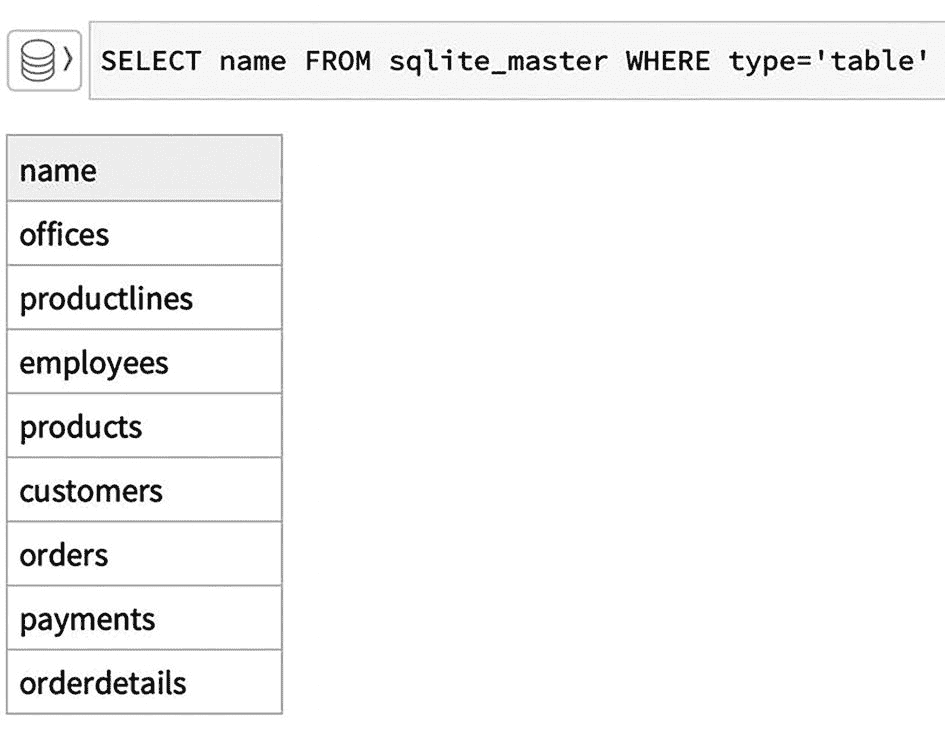 SELECT name FROM sqlite_master WHERE type='table'
name
offices
productlines
employees
products
customers
orders
payments
orderdetails